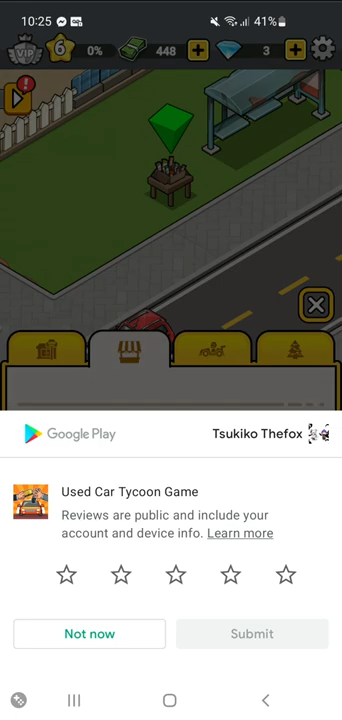 10:25 41%
VIP 6 0% 448 3
Google Play Tsukiko Thefox
Used Car Tycoon Game
Reviews are public and include your
account and device info. Learn more
Not now Submit